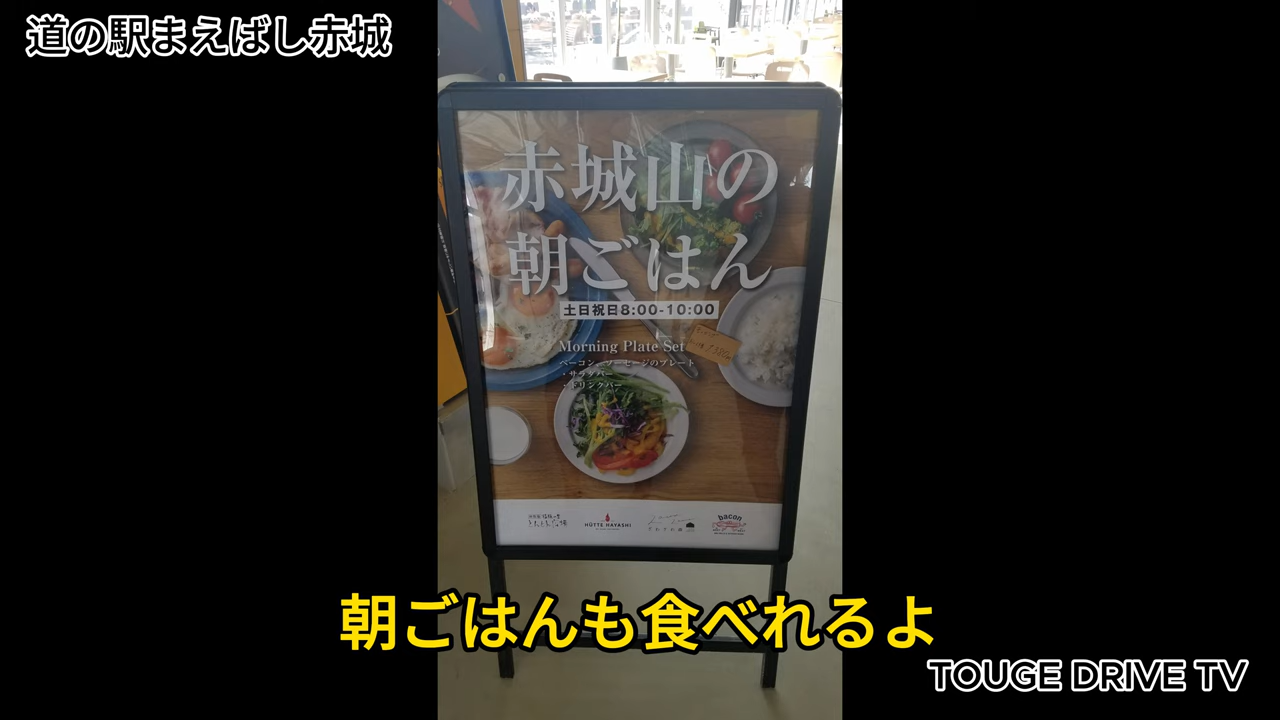 道の駅まえばし赤城
赤城山の
朝ごはん
土日祝日8:00-10:00
Morning Plate Set
ベーコン、ソーセージのプレート
・サラダバー
・ドリンクバー
HÜTTE HAYASHI
bacon
朝ごはんも食べれるよ
TOUGE DRIVE TV